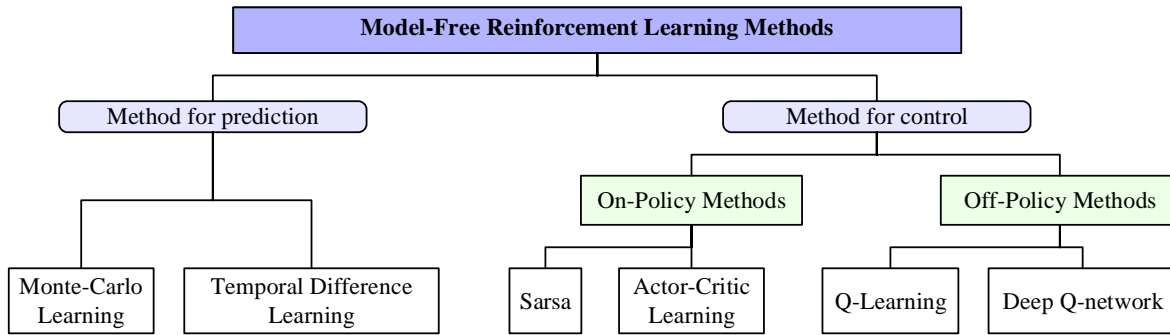 Model-Free Reinforcement Learning Methods
Method for prediction
Method for control
On-Policy Methods
Off-Policy Methods
Monte-Carlo
Learning
Temporal Difference
Learning
Sarsa
Actor-Critic
Learning
Q-Learning
Deep Q-network